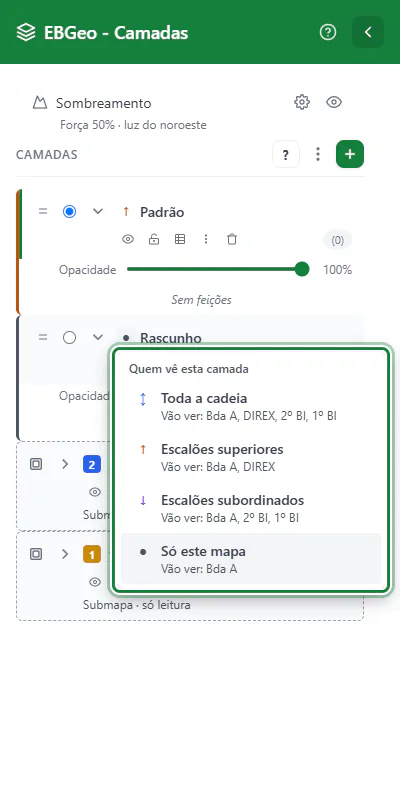 EBGeo - Camadas
Sombreamento
Força 50% · luz do noroeste
CAMADAS
?
+
↑ Padrão
(0)
Opacidade 100%
Sem feições
• Rascunho
Quem vê esta camada
↕ Toda a cadeia
Vão ver: Bda A, DIREX, 2º BI, 1º BI
↑ Escalões superiores
Vão ver: Bda A, DIREX
↓ Escalões subordinados
Vão ver: Bda A, 2º BI, 1º BI
• Só este mapa
Vão ver: Bda A
2
1
Submapa · só leitura